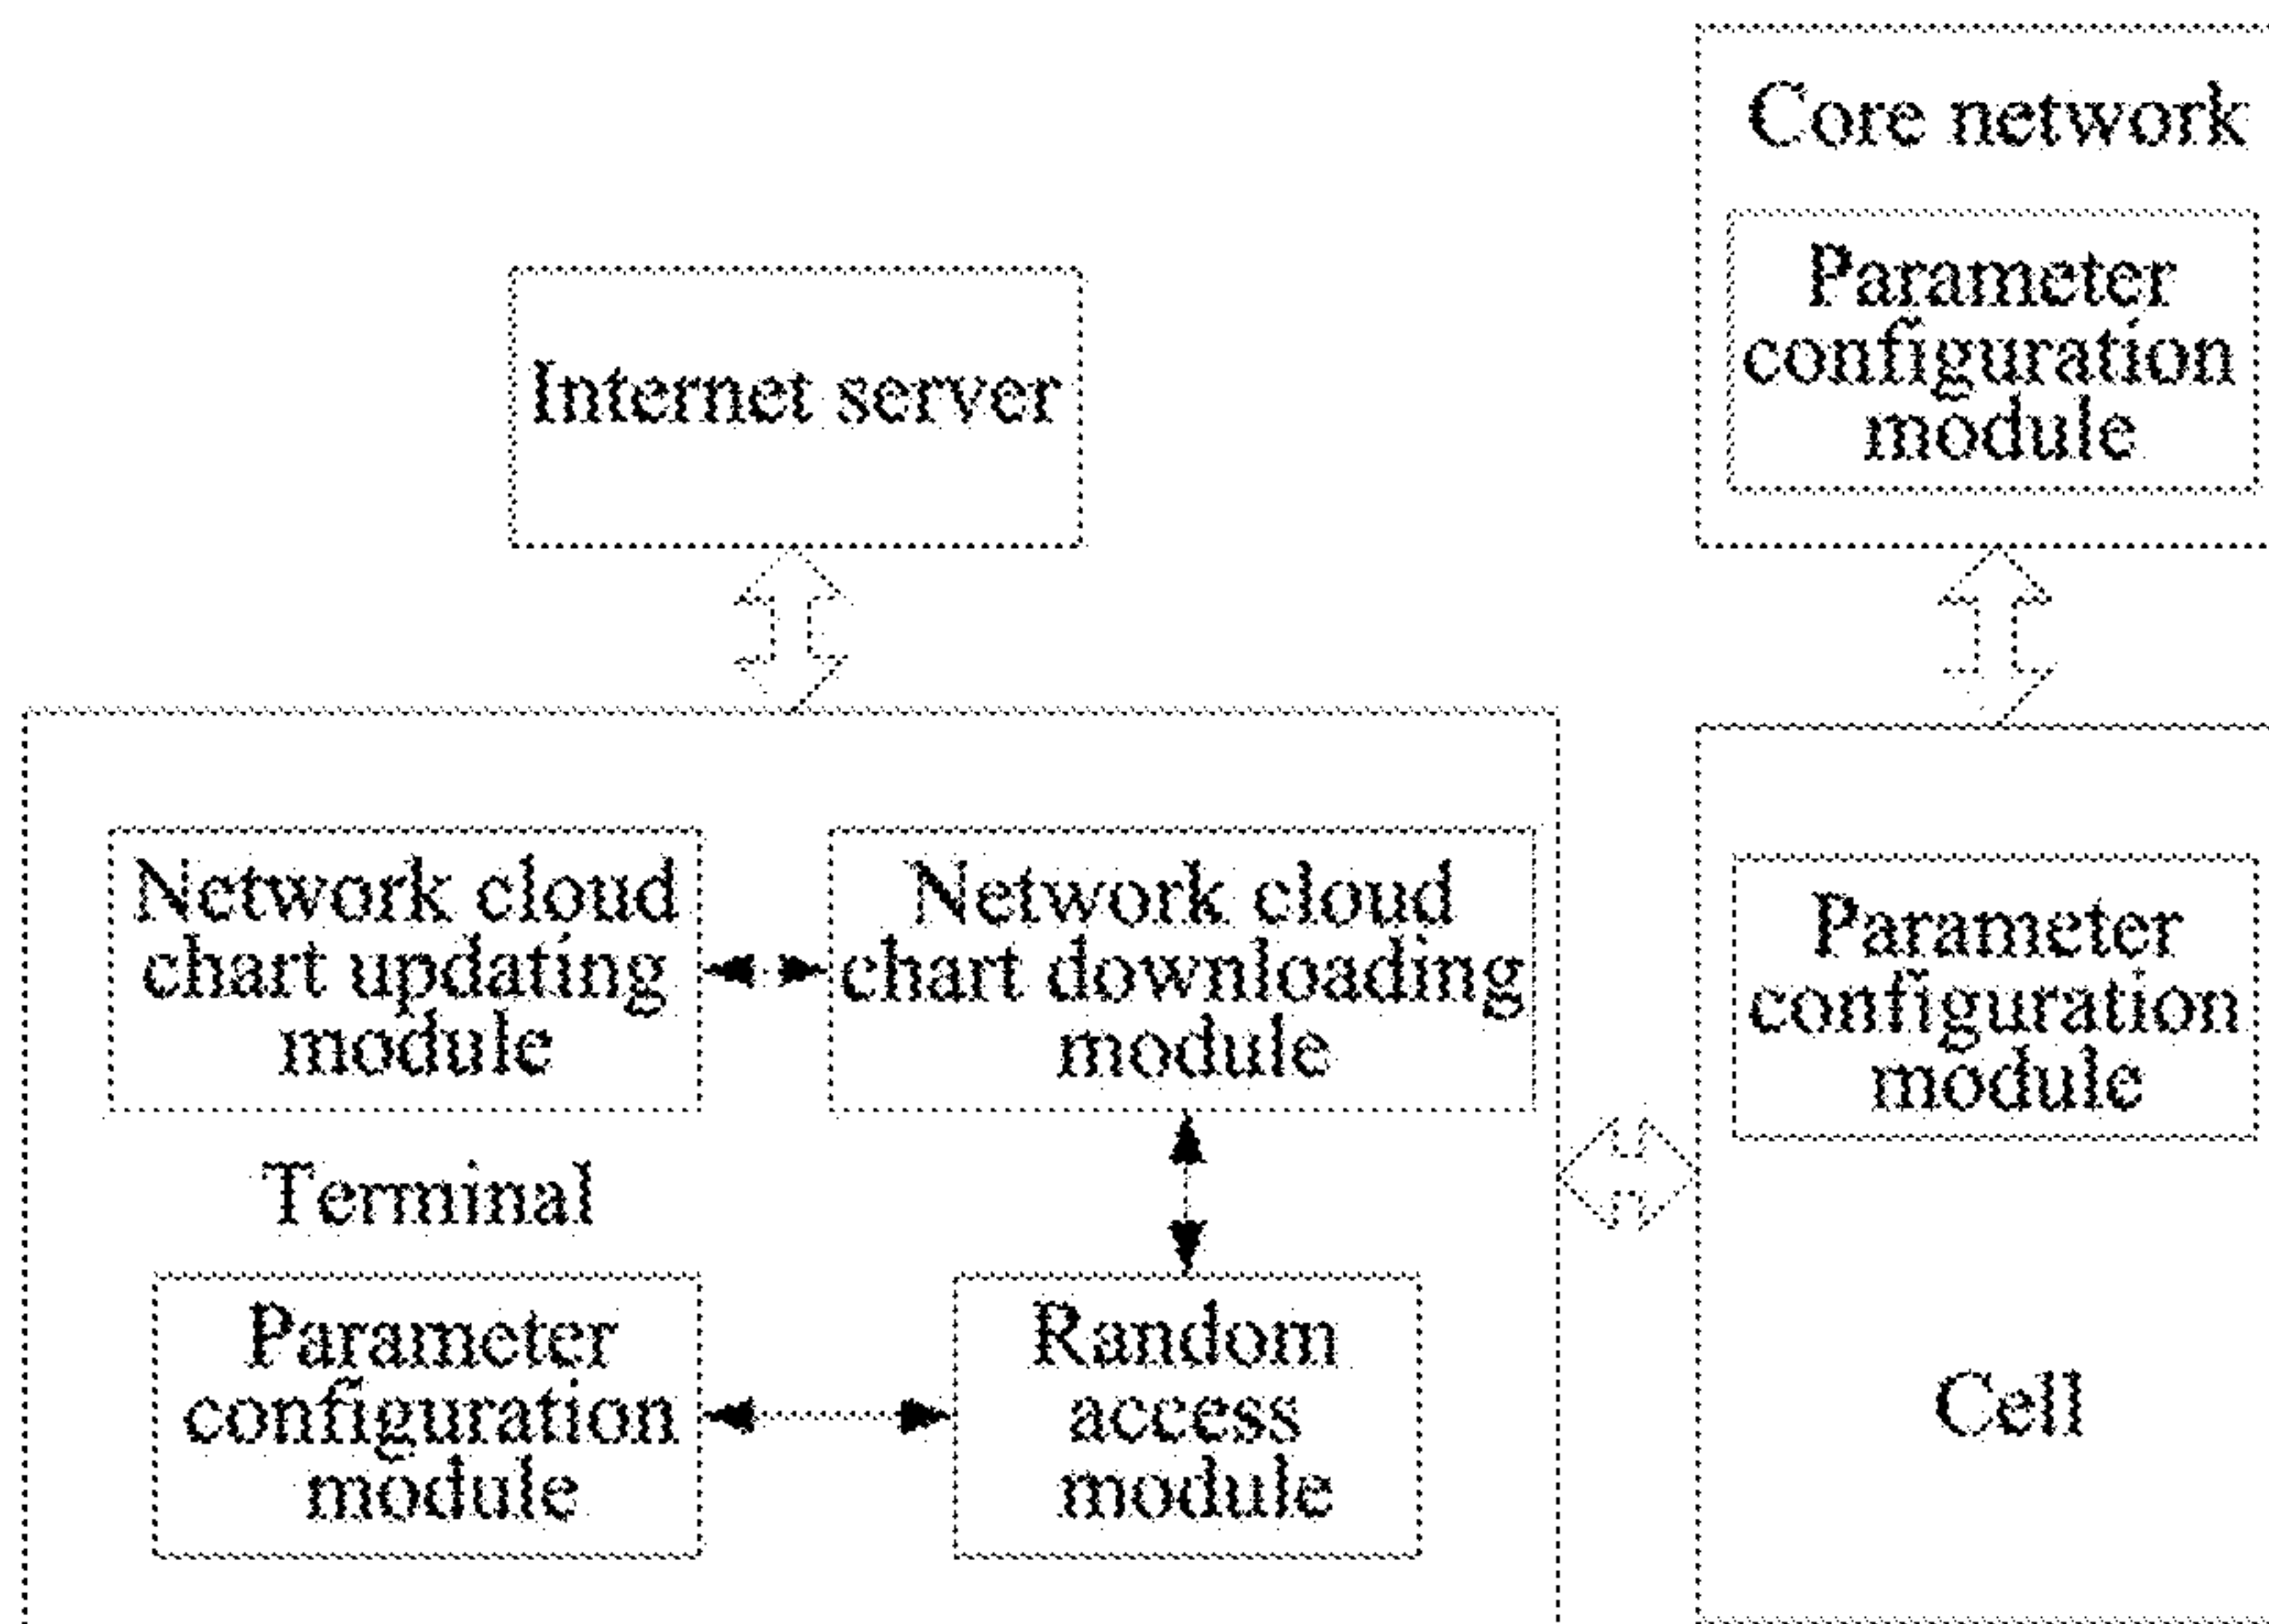 Core network
Parameter
configuration
module
Internet server
Network cloud
chart updating
module
Network cloud
chart downloading
module
Parameter
configuration
module
Terminal
Parameter
configuration
module
Random
access
module
Cell